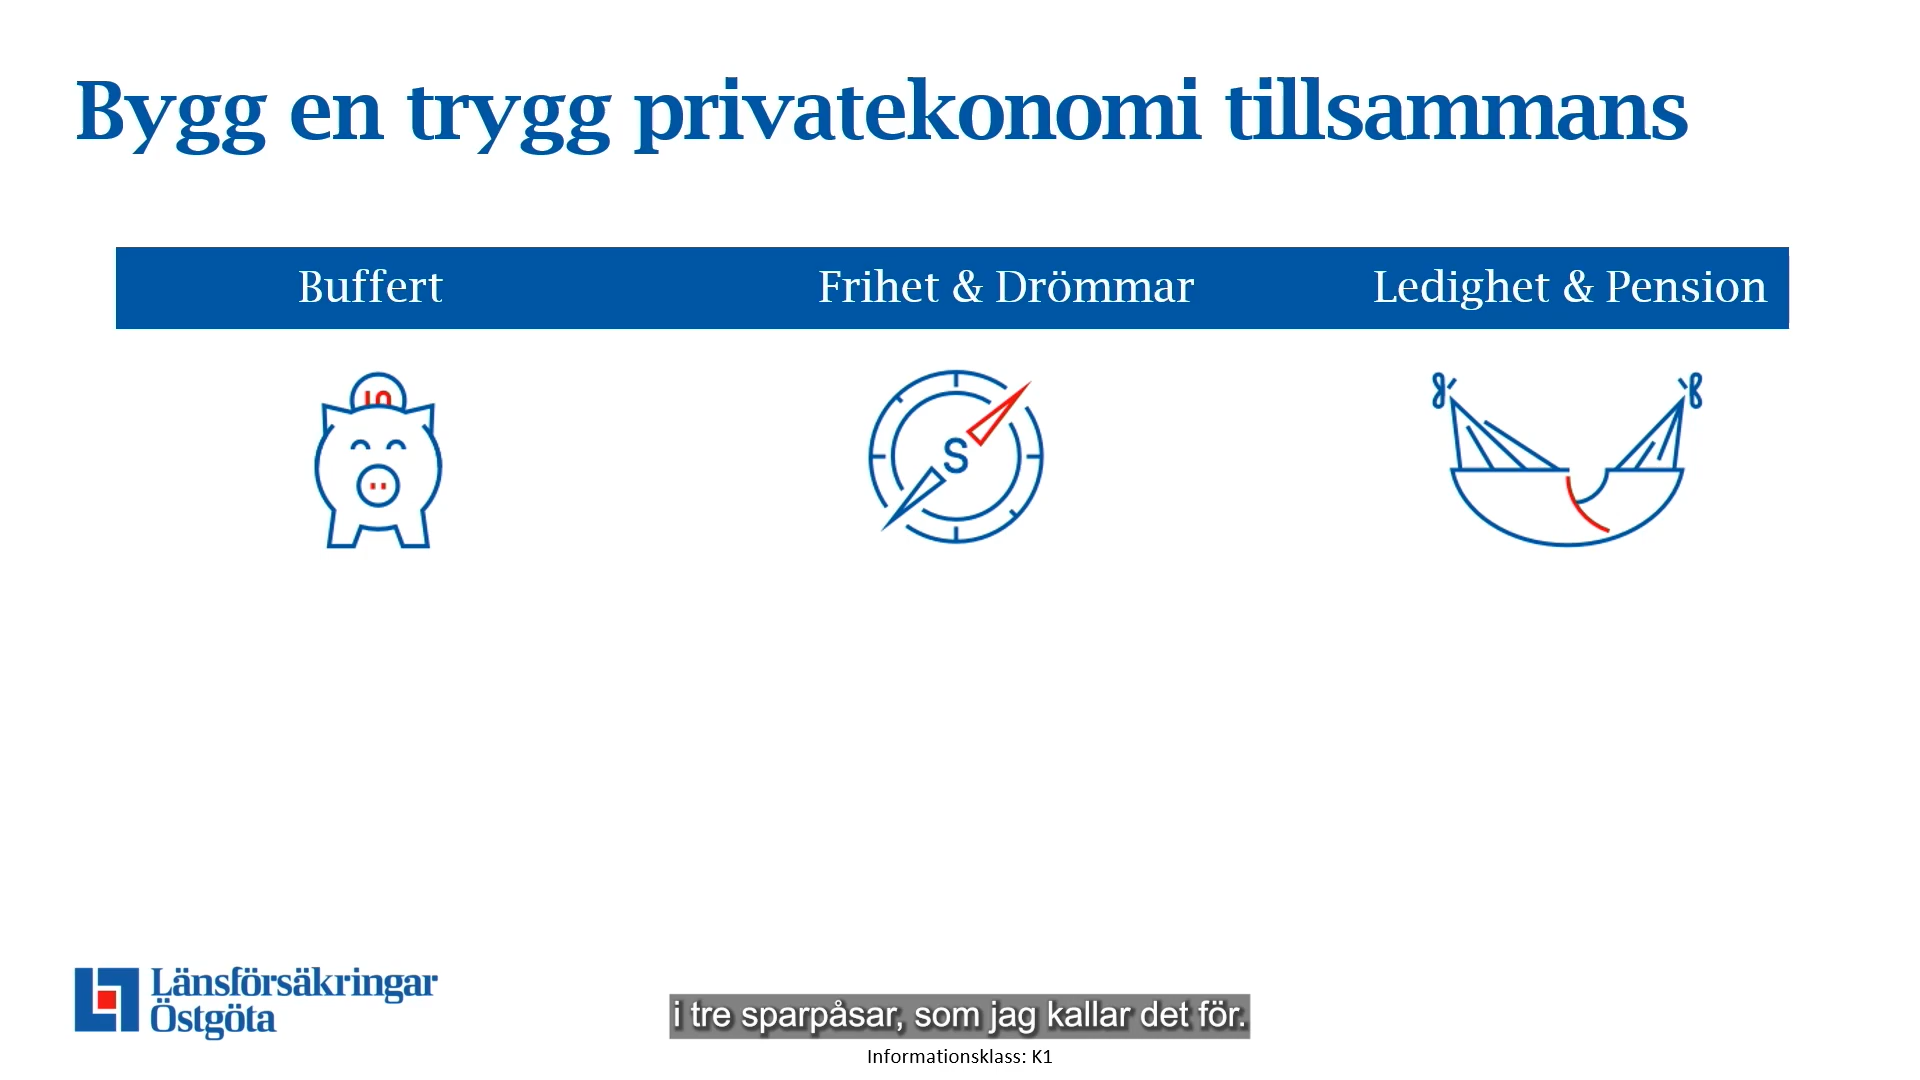 Bygg en trygg privatekonomi tillsammans
Buffert Frihet & Drömmar Ledighet & Pension
10
S
Länsförsäkringar
Östgöta
i tre sparpåsar, som jag kallar det för.
Informationsklass: K1